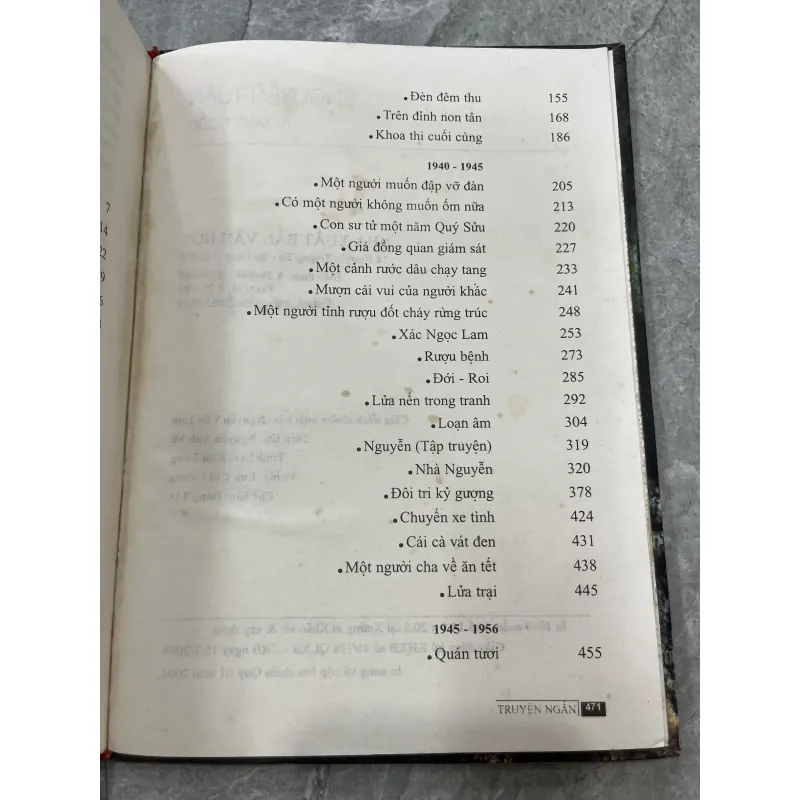 • Đèn đêm thu 155
• Trên đỉnh non tản 168
• Khoa thi cuối cùng 186
1940 - 1945
• Một người muốn đập vỡ đàn 205
• Có một người không muốn ốm nữa 213
• Con sư tử một năm Quý Sửu 220
• Giá đồng quan giám sát 227
• Một cảnh rước dâu chạy tang 233
• Mượn cái vui của người khác 241
• Một người tỉnh rượu đốt cháy rừng trúc 248
• Xác Ngọc Lam 253
• Rượu bệnh 273
• Đới - Roi 285
• Lửa nến trong tranh 292
• Loạn âm 304
• Nguyễn (Tập truyện) 319
• Nhà Nguyễn 320
• Đôi tri kỷ gượng 378
• Chuyến xe tình 424
• Cái cà vát đen 431
• Một người cha về ăn tết 438
• Lửa trại 445
1945 - 1956
• Quán tươi 455
TRUYỆN NGẮN 471